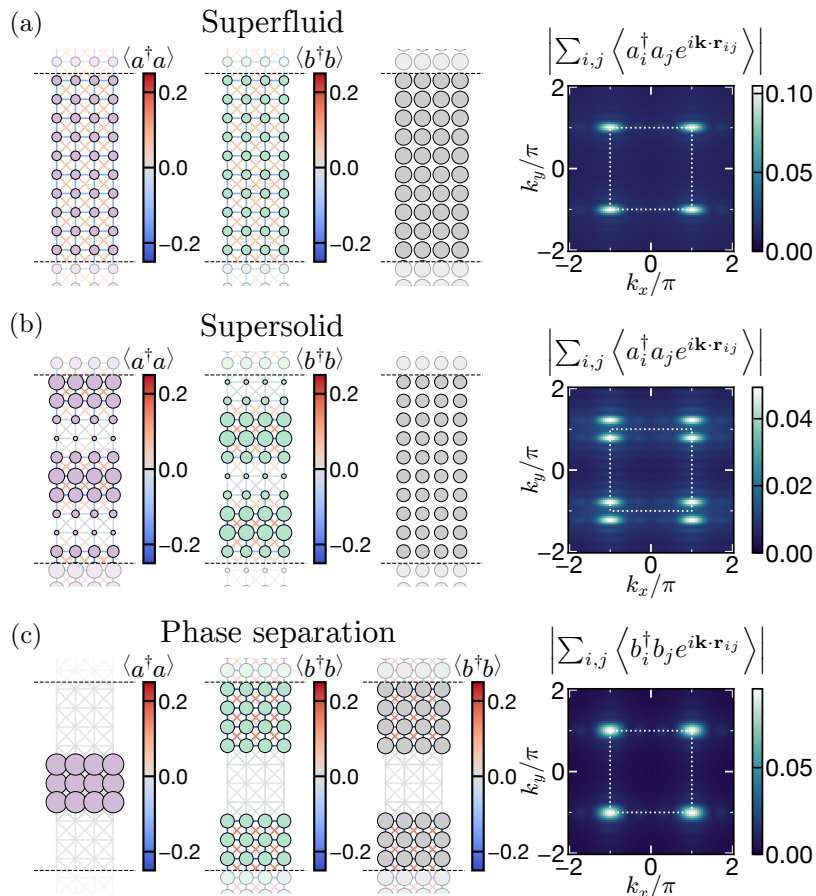 (a) Superfluid
⟨a†a⟩ ⟨b†b⟩ |∑i,j ⟨a†i aj e^{ik·rij}⟩|
0.2
0.0
−0.2
0.2
0.0
−0.2
ky/π
2
0
−2
−2 0 2
kx/π
0.10
0.05
0.00
(b) Supersolid
⟨a†a⟩ ⟨b†b⟩ |∑i,j ⟨a†i aj e^{ik·rij}⟩|
0.2
0.0
−0.2
0.2
0.0
−0.2
ky/π
2
0
−2
−2 0 2
kx/π
0.04
0.02
0.00
(c) Phase separation
⟨a†a⟩ ⟨b†b⟩ ⟨b†b⟩ |∑i,j ⟨b†i bj e^{ik·rij}⟩|
0.2
0.0
−0.2
0.2
0.0
−0.2
0.2
0.0
−0.2
ky/π
2
0
−2
−2 0 2
kx/π
0.05
0.00